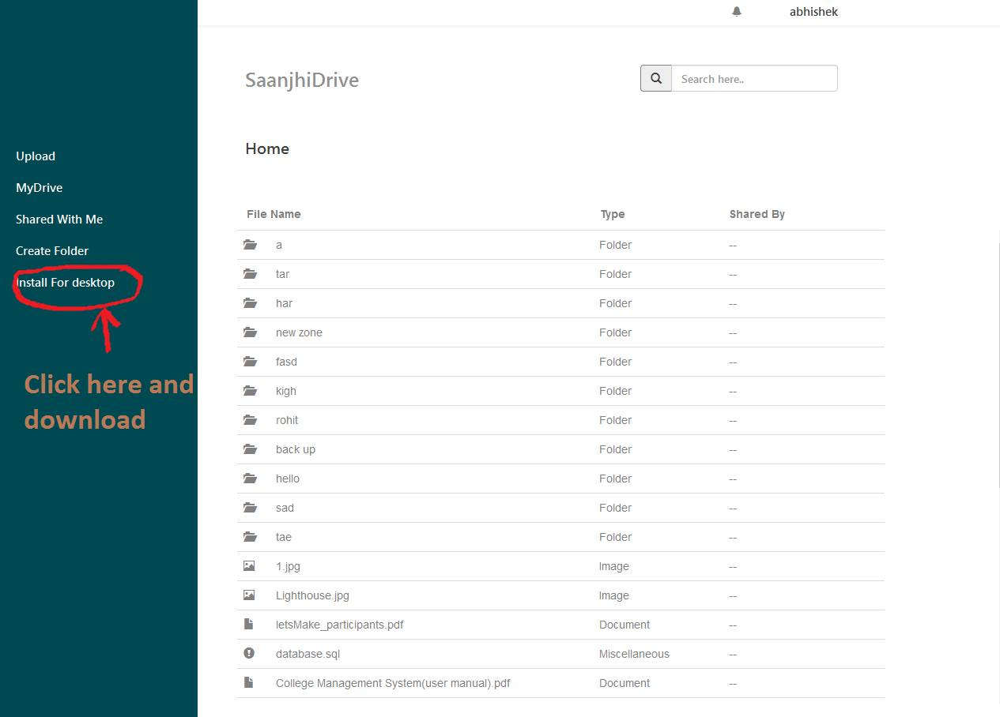 abhishek
SaanjhiDrive
Search here..
Upload
MyDrive
Shared With Me
Create Folder
Install For desktop
Click here and
download
Home
File Name Type Shared By
a Folder --
tar Folder --
har Folder --
new zone Folder --
fasd Folder --
kigh Folder --
rohit Folder --
back up Folder --
hello Folder --
sad Folder --
tae Folder --
1.jpg Image --
Lighthouse.jpg Image --
letsMake_participants.pdf Document --
database.sql Miscellaneous --
College Management System(user manual).pdf Document --